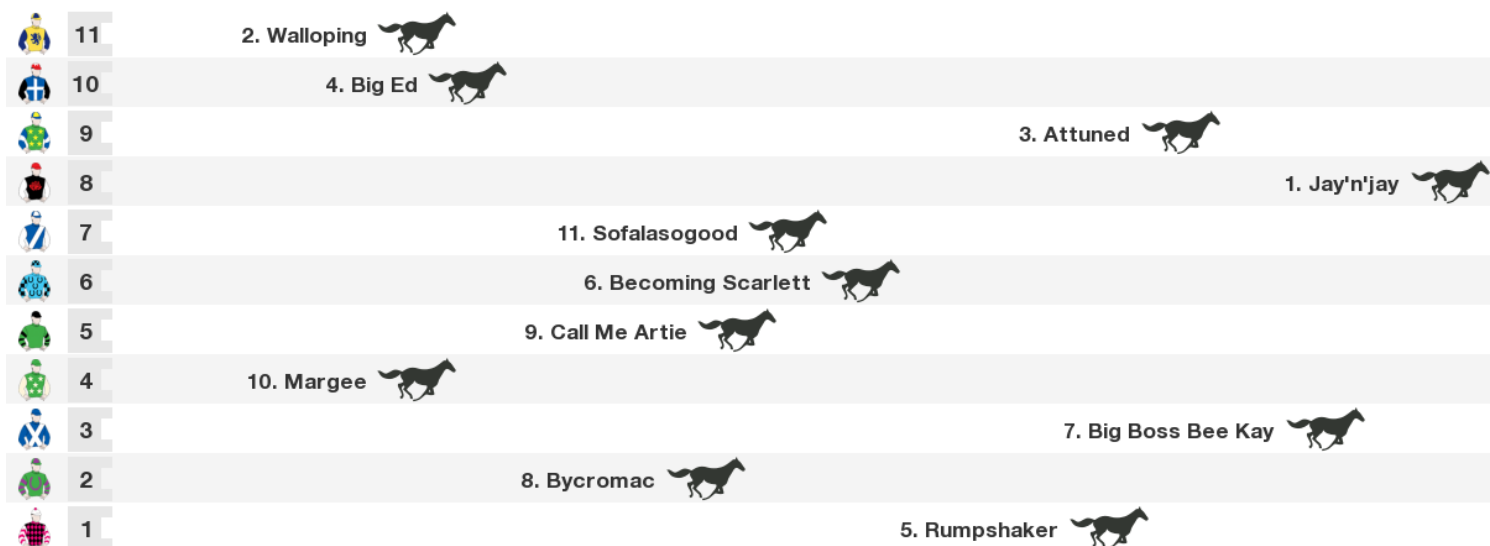 11 2. Walloping
10 4. Big Ed
9 3. Attuned
8 1. Jay'n'jay
7 11. Sofalasogood
6 6. Becoming Scarlett
5 9. Call Me Artie
4 10. Margee
3 7. Big Boss Bee Kay
2 8. Bycromac
1 5. Rumpshaker